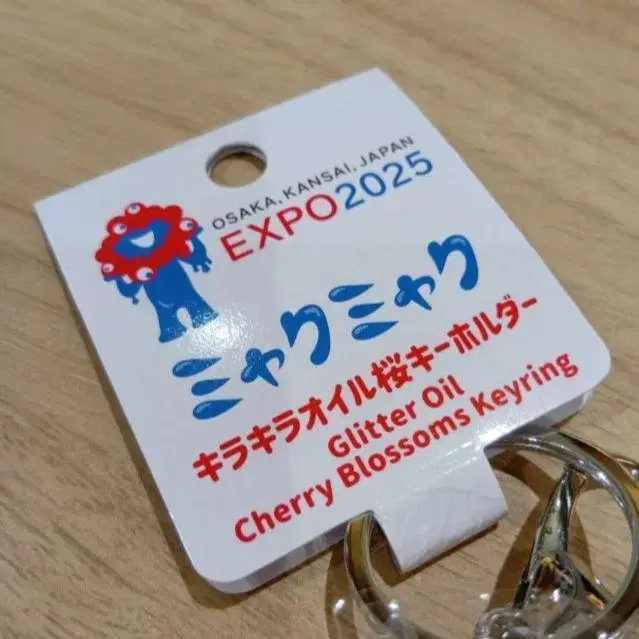 OSAKA, KANSAI, JAPAN
EXPO2025
ミャクミャク
キラキラオイル桜キーホルダー
Glitter Oil
Cherry Blossoms Keyring